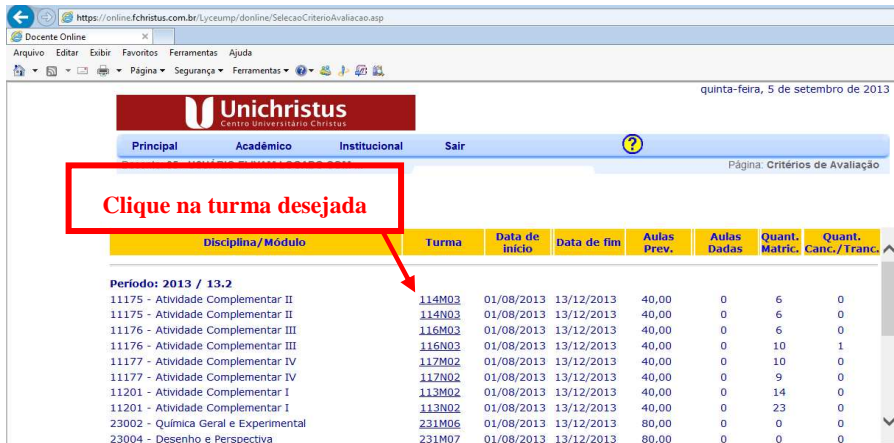 https://online.fchristus.com.br/Lyceump/donline/SelecaoCriterioAvaliacao.asp
Docente Online
Arquivo Editar Exibir Favoritos Ferramentas Ajuda
Página Segurança Ferramentas
quinta-feira, 5 de setembro de 2013
Unichristus
Centro Universitário Christus
Principal Acadêmico Institucional Sair ?
Página: Critérios de Avaliação
Clique na turma desejada
Disciplina/Módulo Turma Data de início Data de fim Aulas Prev. Aulas Dadas Quant. Matric. Quant. Canc./Tranc.
Período: 2013 / 13.2
11175 - Atividade Complementar II 114M03 01/08/2013 13/12/2013 40,00 0 6 0
11175 - Atividade Complementar II 114N03 01/08/2013 13/12/2013 40,00 0 6 0
11176 - Atividade Complementar III 116M03 01/08/2013 13/12/2013 40,00 0 6 0
11176 - Atividade Complementar III 116N03 01/08/2013 13/12/2013 40,00 0 10 1
11177 - Atividade Complementar IV 117M02 01/08/2013 13/12/2013 40,00 0 10 0
11177 - Atividade Complementar IV 117N02 01/08/2013 13/12/2013 40,00 0 9 0
11201 - Atividade Complementar I 113M02 01/08/2013 13/12/2013 40,00 0 14 0
11201 - Atividade Complementar I 113N02 01/08/2013 13/12/2013 40,00 0 23 0
23002 - Química Geral e Experimental 231M06 01/08/2013 13/12/2013 80,00 0 0 0
23004 - Desenho e Perspectiva 231M07 01/08/2013 13/12/2013 80,00 0 0 0